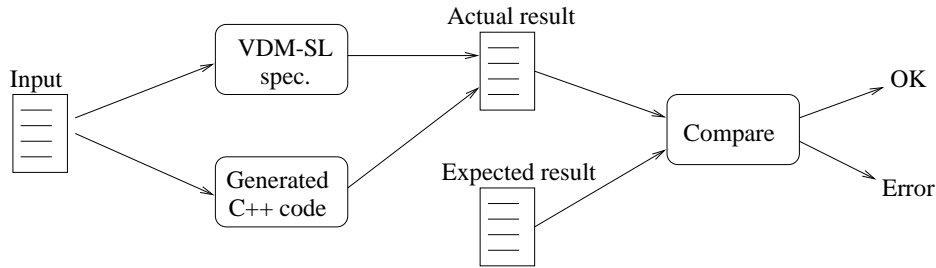 Actual result
VDM-SL
spec.
Input
OK
Compare
Generated
C++ code
Expected result
Error